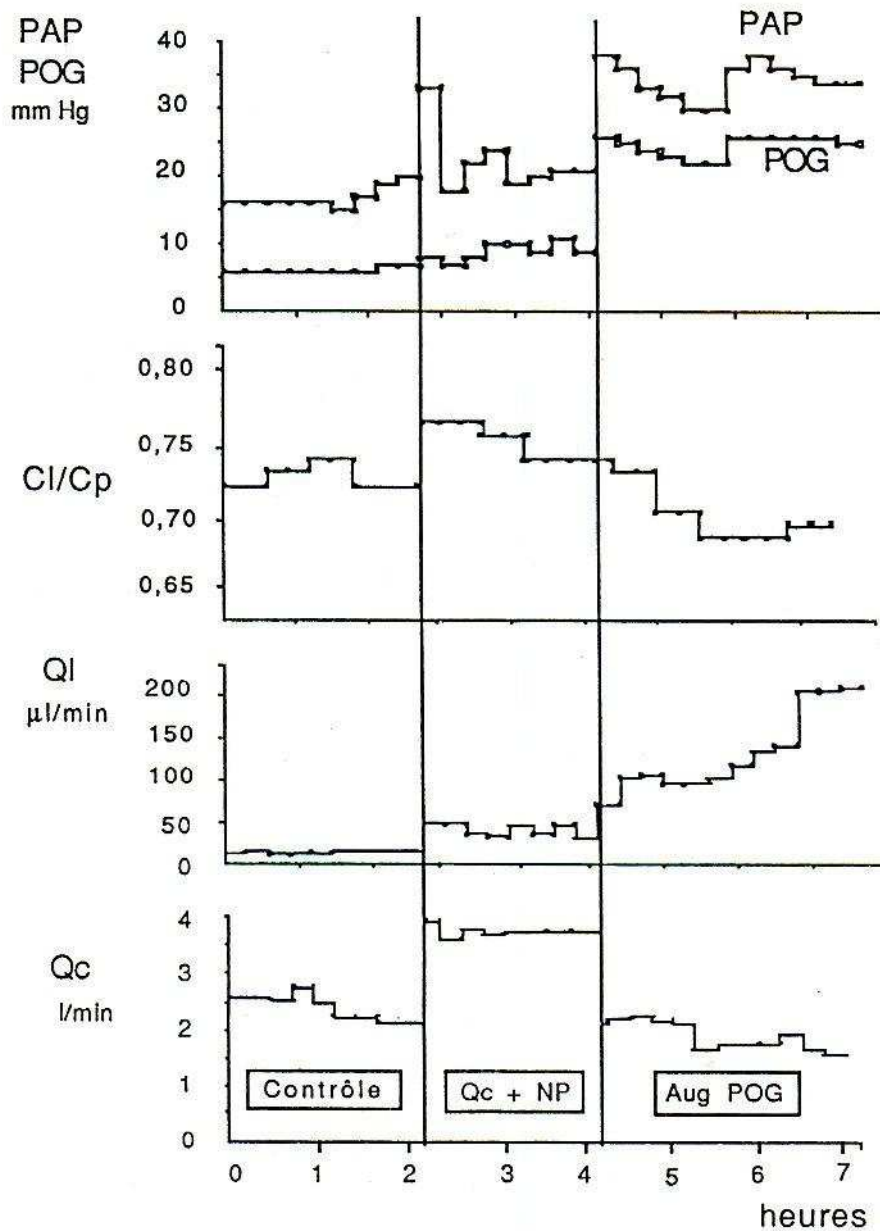 PAP
POG
mm Hg
40
30
20
10
0
PAP
POG
Cl/Cp
0,80
0,75
0,70
0,65
Ql
µl/min
200
150
100
50
0
Qc
l/min
4
3
2
1
0
Contrôle
Qc + NP
Aug POG
0 1 2 3 4 5 6 7
heures